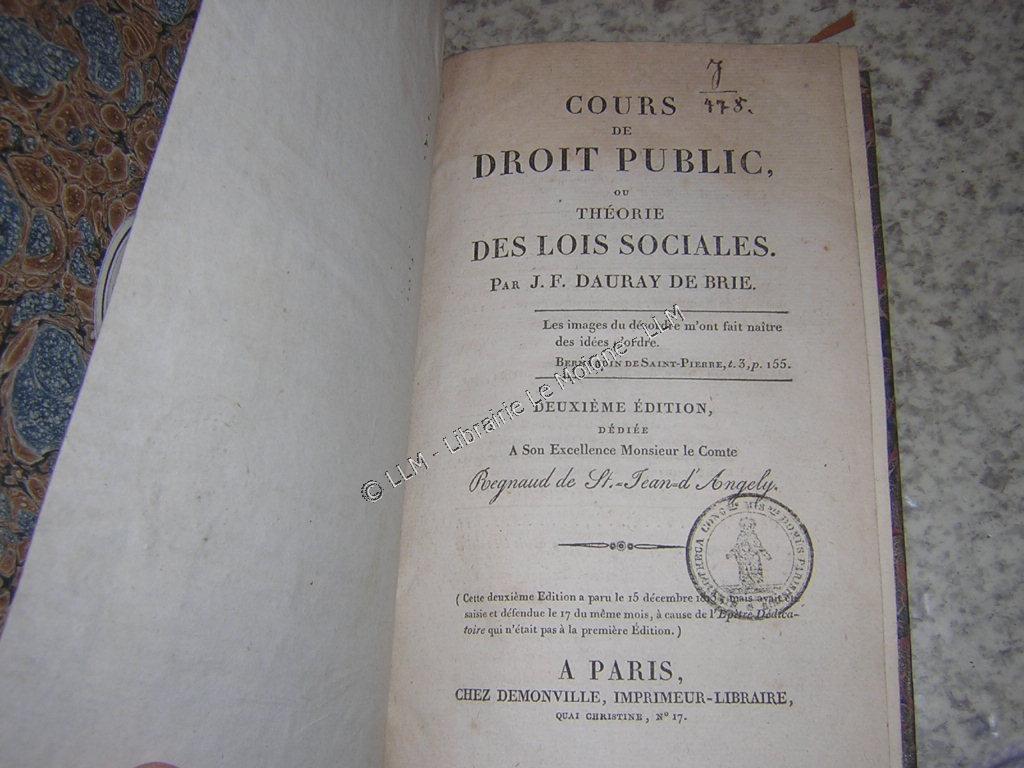 J
478.
COURS
DE
DROIT PUBLIC,
OU
THÉORIE
DES LOIS SOCIALES.
PAR J. F. DAURAY DE BRIE.
Les images du désordre m'ont fait naître
des idées d'ordre.
BERNARDIN DE SAINT-PIERRE, t. 3, p. 155.
DEUXIÈME ÉDITION,
DÉDIÉE
A Son Excellence Monsieur le Comte
Regnaud de St.-Jean-d'Angely.
(Cette deuxième Edition a paru le 15 décembre mais avait été
saisie et défendue le 17 du même mois, à cause de l'Epître Dédica-
toire qui n'était pas à la première Édition.)
A PARIS,
CHEZ DEMONVILLE, IMPRIMEUR-LIBRAIRE,
QUAI CHRISTINE, N° 17.
© LLM - Librairie Le Moigne - LLM